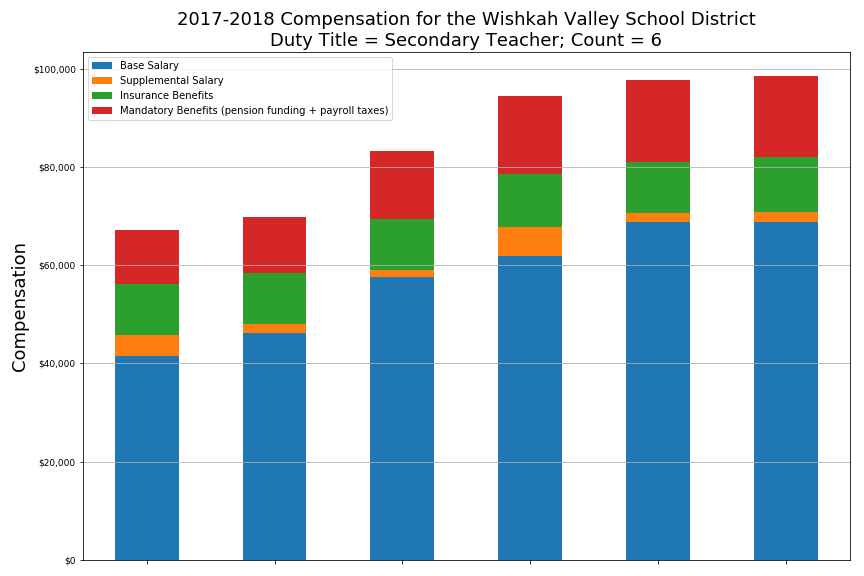 2017-2018 Compensation for the Wishkah Valley School District
Duty Title = Secondary Teacher; Count = 6
Base Salary
Supplemental Salary
Insurance Benefits
Mandatory Benefits (pension funding + payroll taxes)
$100,000
$80,000
$60,000
$40,000
$20,000
$0
Compensation